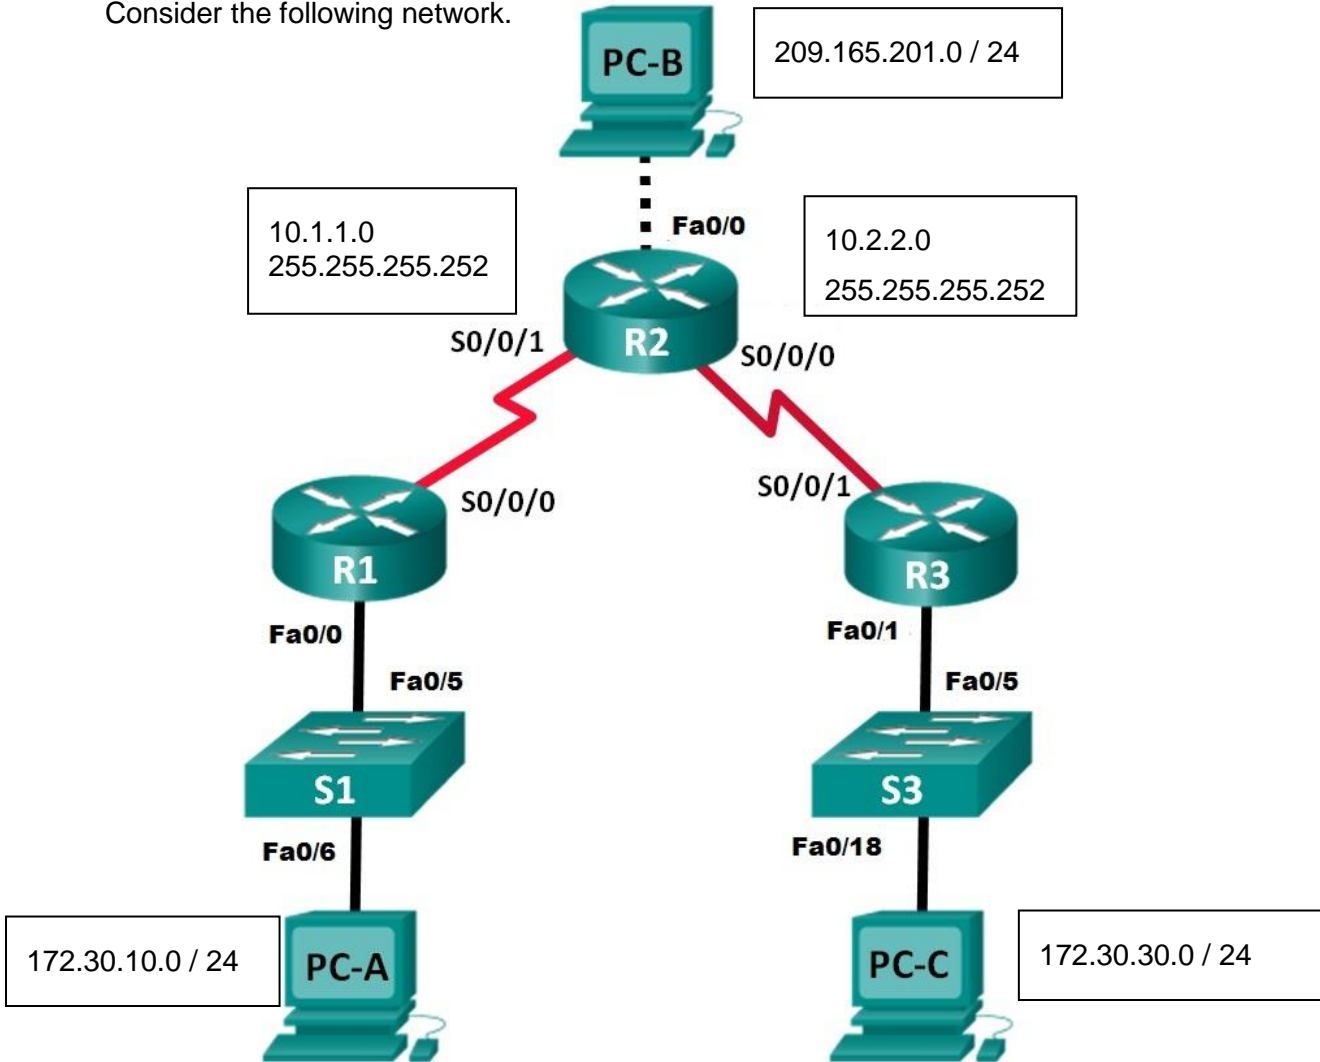 Consider the following network.
PC-B
209.165.201.0 / 24
Fa0/0
10.1.1.0
255.255.255.252
10.2.2.0
255.255.255.252
R2
S0/0/1
S0/0/0
S0/0/0
S0/0/1
R1
R3
Fa0/0
Fa0/1
Fa0/5
Fa0/5
S1
S3
Fa0/6
Fa0/18
172.30.10.0 / 24
PC-A
PC-C
172.30.30.0 / 24